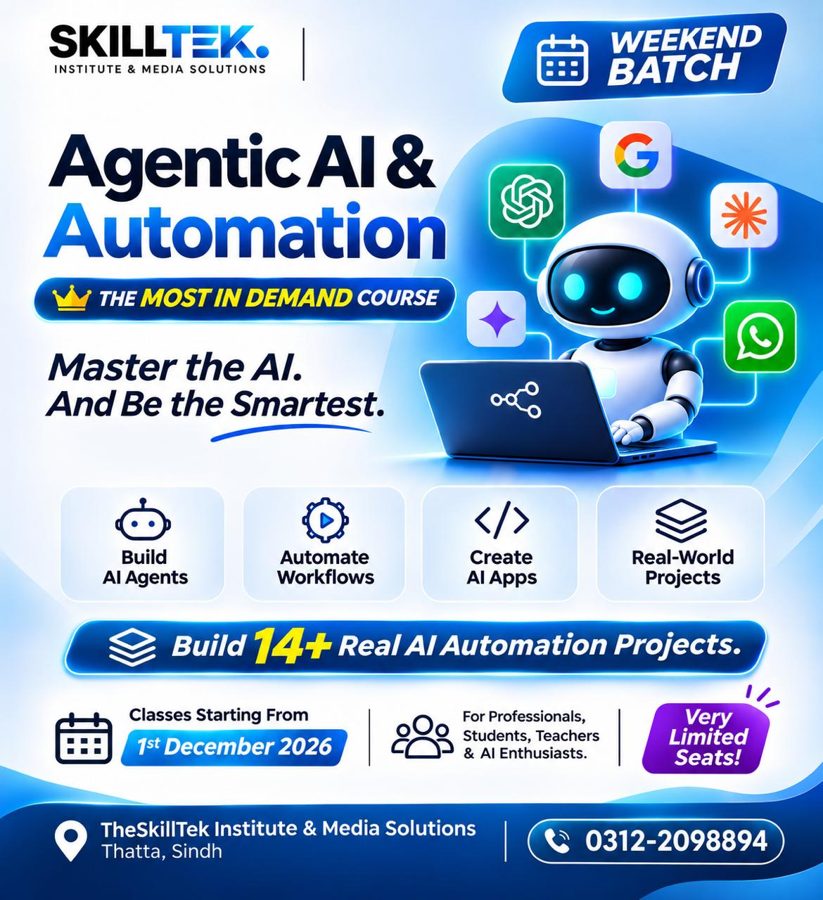 SKILLTEK.
INSTITUTE & MEDIA SOLUTIONS
WEEKEND
BATCH
Agentic AI &
Automation
THE MOST IN DEMAND COURSE
Master the AI.
And Be the Smartest.
Build
AI Agents
Automate
Workflows
Create
AI Apps
Real-World
Projects
Build 14+ Real AI Automation Projects.
Classes Starting From
1st December 2026
For Professionals,
Students, Teachers
& AI Enthusiasts.
Very
Limited
Seats!
TheSkillTek Institute & Media Solutions
Thatta, Sindh
0312-2098894